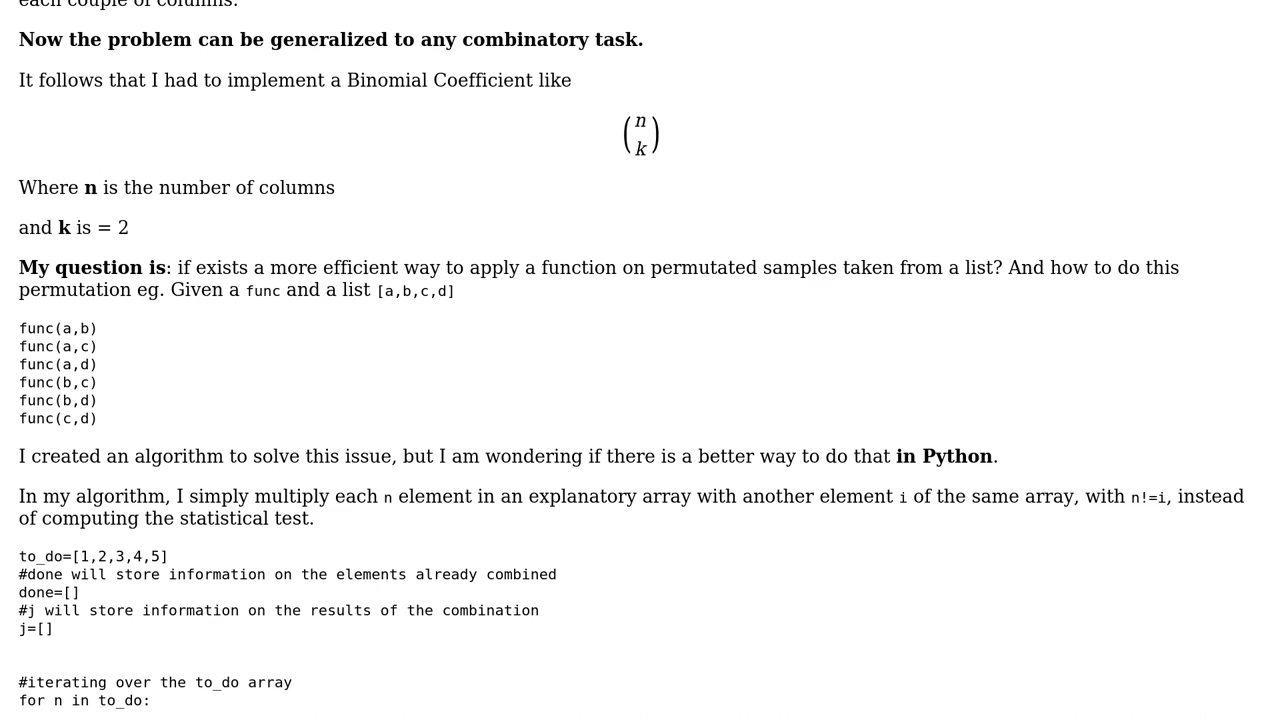 each couple of columns.
Now the problem can be generalized to any combinatory task.
It follows that I had to implement a Binomial Coefficient like
(n
k)
Where n is the number of columns
and k is = 2
My question is: if exists a more efficient way to apply a function on permutated samples taken from a list? And how to do this
permutation eg. Given a func and a list [a,b,c,d]
func(a,b)
func(a,c)
func(a,d)
func(b,c)
func(b,d)
func(c,d)
I created an algorithm to solve this issue, but I am wondering if there is a better way to do that in Python.
In my algorithm, I simply multiply each n element in an explanatory array with another element i of the same array, with n!=i, instead
of computing the statistical test.
to_do=[1,2,3,4,5]
#done will store information on the elements already combined
done=[]
#j will store information on the results of the combination
j=[]
#iterating over the to_do array
for n in to_do: